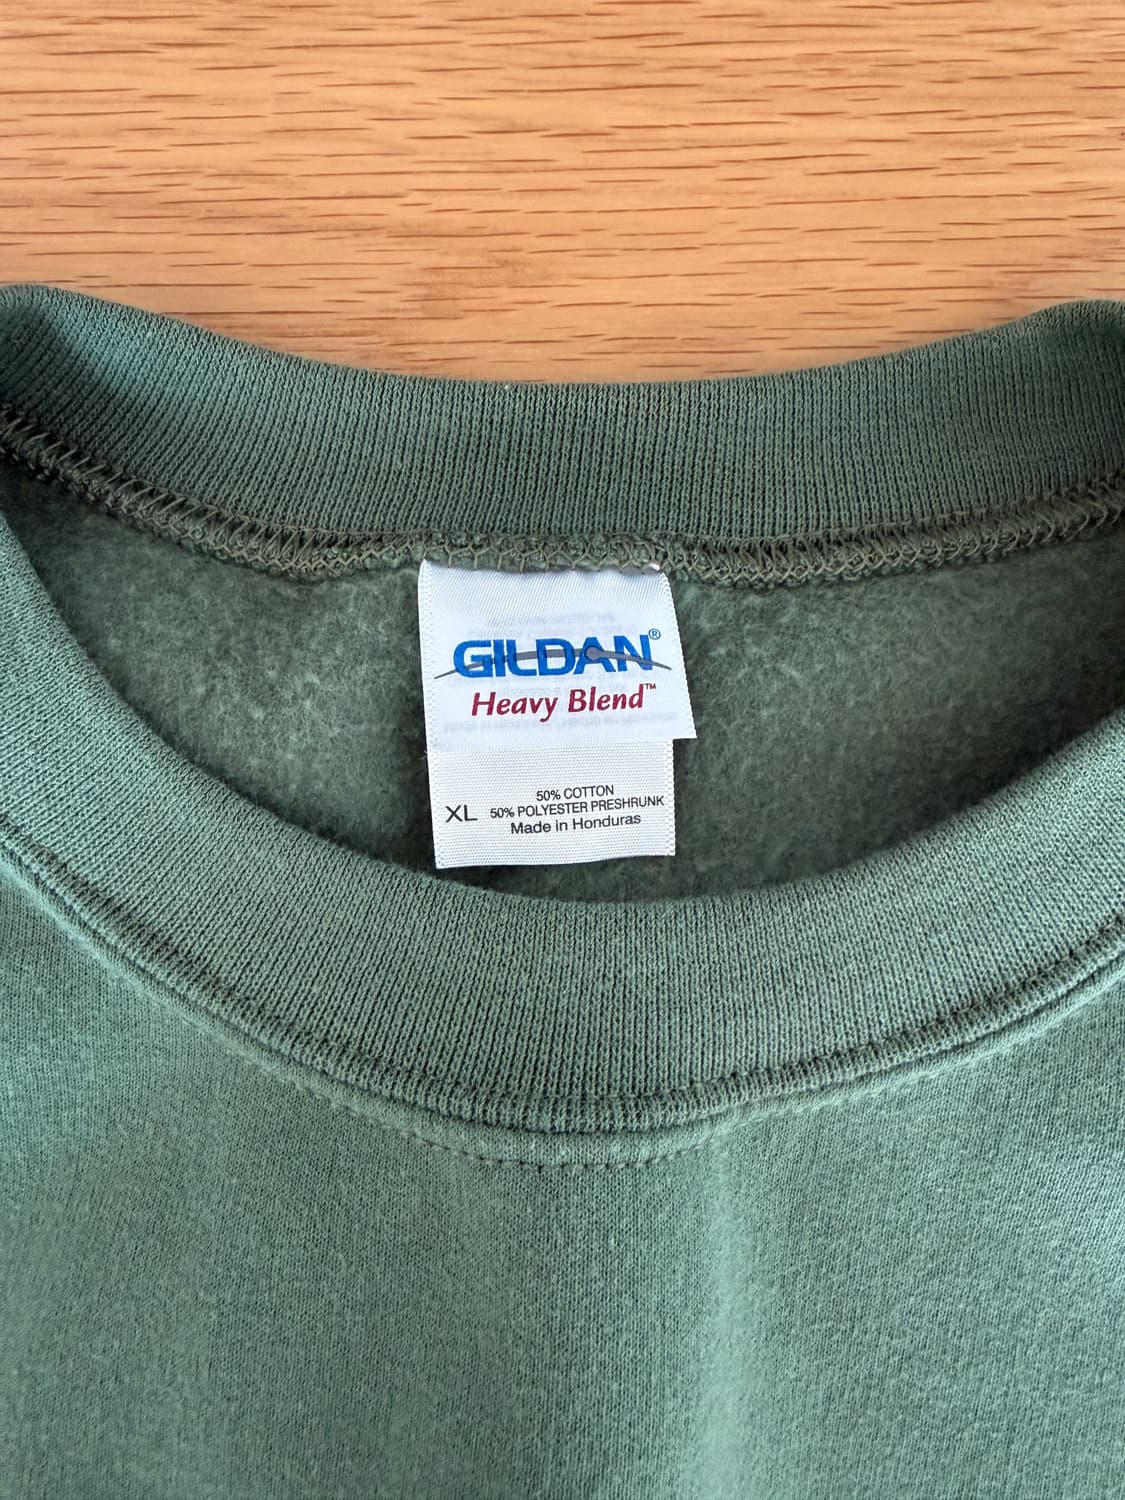 GILDAN®
Heavy Blend™
50% COTTON
XL 50% POLYESTER PRESHRUNK
Made in Honduras